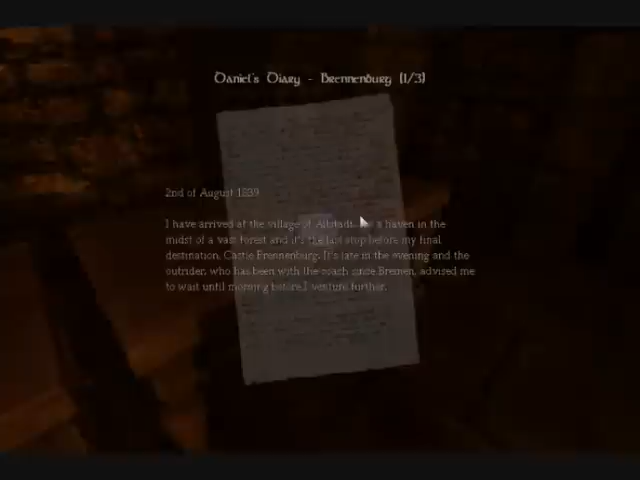 Daniel's Diary - Brennenburg (1/3)
2nd of August 1839
I have arrived at the village of Altstadt a haven in the
midst of a vast forest and it's the last stop before my final
destination, Castle Brennenburg. It's late in the evening and the
outrider, who has been with the coach since Bremen, advised me
to wait until morning before I venture further.